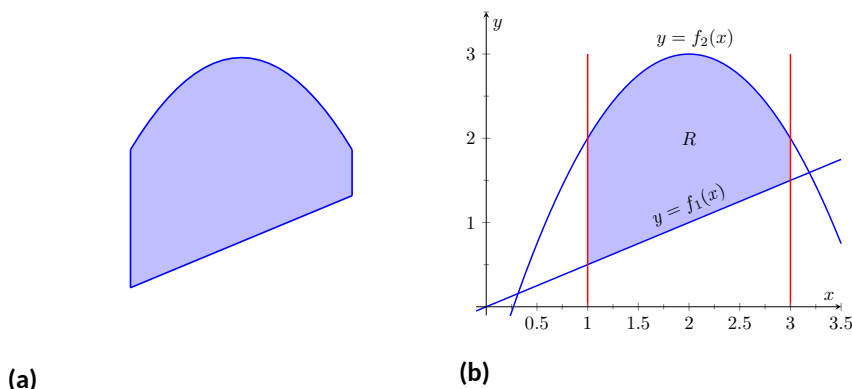 y
y = f₂(x)
3
2
R
y = f₁(x)
1
x
0.5 1 1.5 2 2.5 3 3.5
(a)
(b)